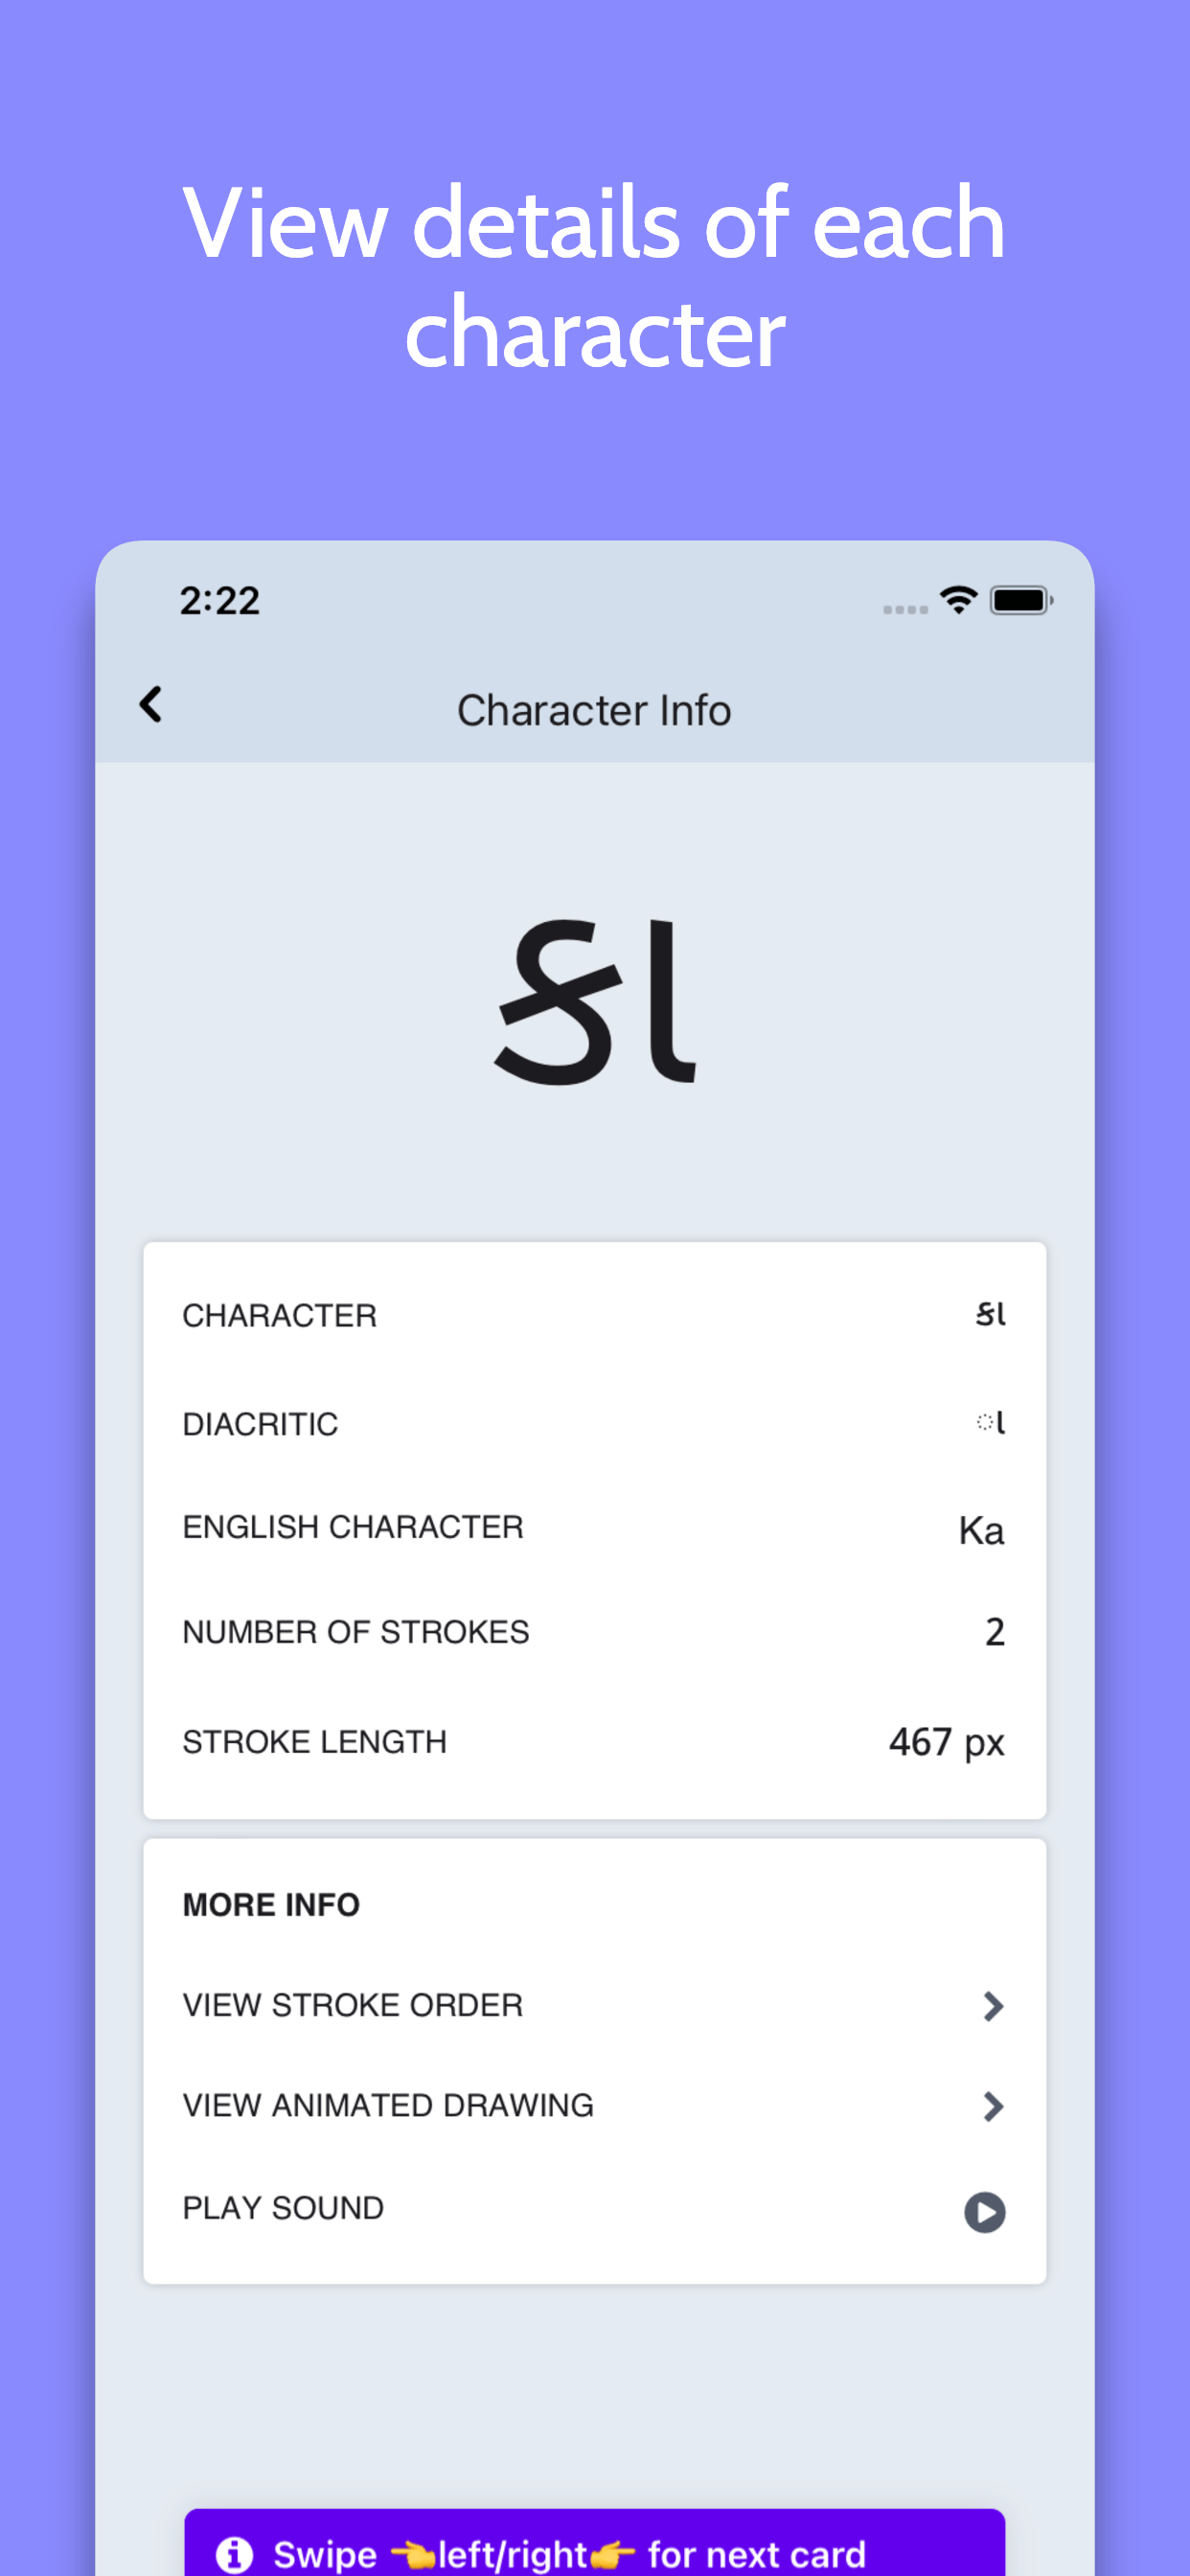 View details of each
character
2:22
Character Info
કા
CHARACTER કા
DIACRITIC ા
ENGLISH CHARACTER Ka
NUMBER OF STROKES 2
STROKE LENGTH 467 px
MORE INFO
VIEW STROKE ORDER
VIEW ANIMATED DRAWING
PLAY SOUND
Swipe 👈left/right👉 for next card